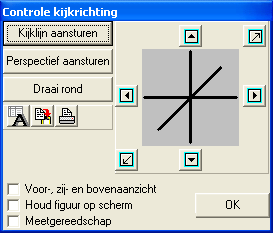 Controle kijkrichting
Kijklijn aansturen
Perspectief aansturen
Draai rond
A
Voor-, zij- en bovenaanzicht
Houd figuur op scherm
Meetgereedschap
OK